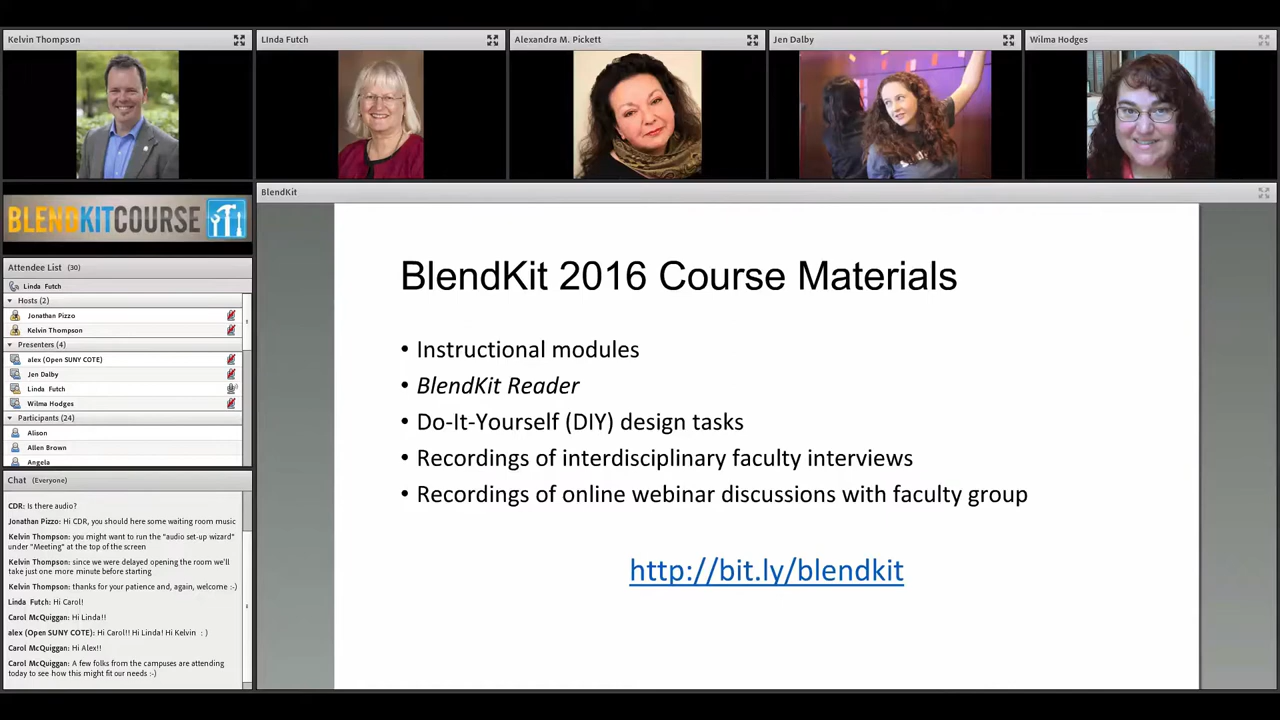 Kelvin Thompson
LInda Futch
Alexandra M. Pickett
Jen Dalby
Wilma Hodges
BLENDKITCOURSE
Attendee List (30)
Linda Futch
Hosts (2)
Jonathan Pizzo
Kelvin Thompson
Presenters (4)
alex (Open SUNY COTE)
Jen Dalby
Linda Futch
Wilma Hodges
Participants (24)
Alison
Allen Brown
Angela
Chat (Everyone)
CDR: Is there audio?
Jonathan Pizzo: Hi CDR, you should here some waiting room music
Kelvin Thompson: you might want to run the "audio set-up wizard"
under "Meeting" at the top of the screen
Kelvin Thompson: since we were delayed opening the room we'll
take just one more minute before starting
Kelvin Thompson: thanks for your patience and, again, welcome :-)
Linda Futch: Hi Carol!
Carol McQuiggan: Hi Linda!!
alex (Open SUNY COTE): Hi Carol!! Hi Linda! Hi Kelvin : )
Carol McQuiggan: Hi Alex!!
Carol McQuiggan: A few folks from the campuses are attending
today to see how this might fit our needs :-)
BlendKit
BlendKit 2016 Course Materials
• Instructional modules
• BlendKit Reader
• Do-It-Yourself (DIY) design tasks
• Recordings of interdisciplinary faculty interviews
• Recordings of online webinar discussions with faculty group
http://bit.ly/blendkit